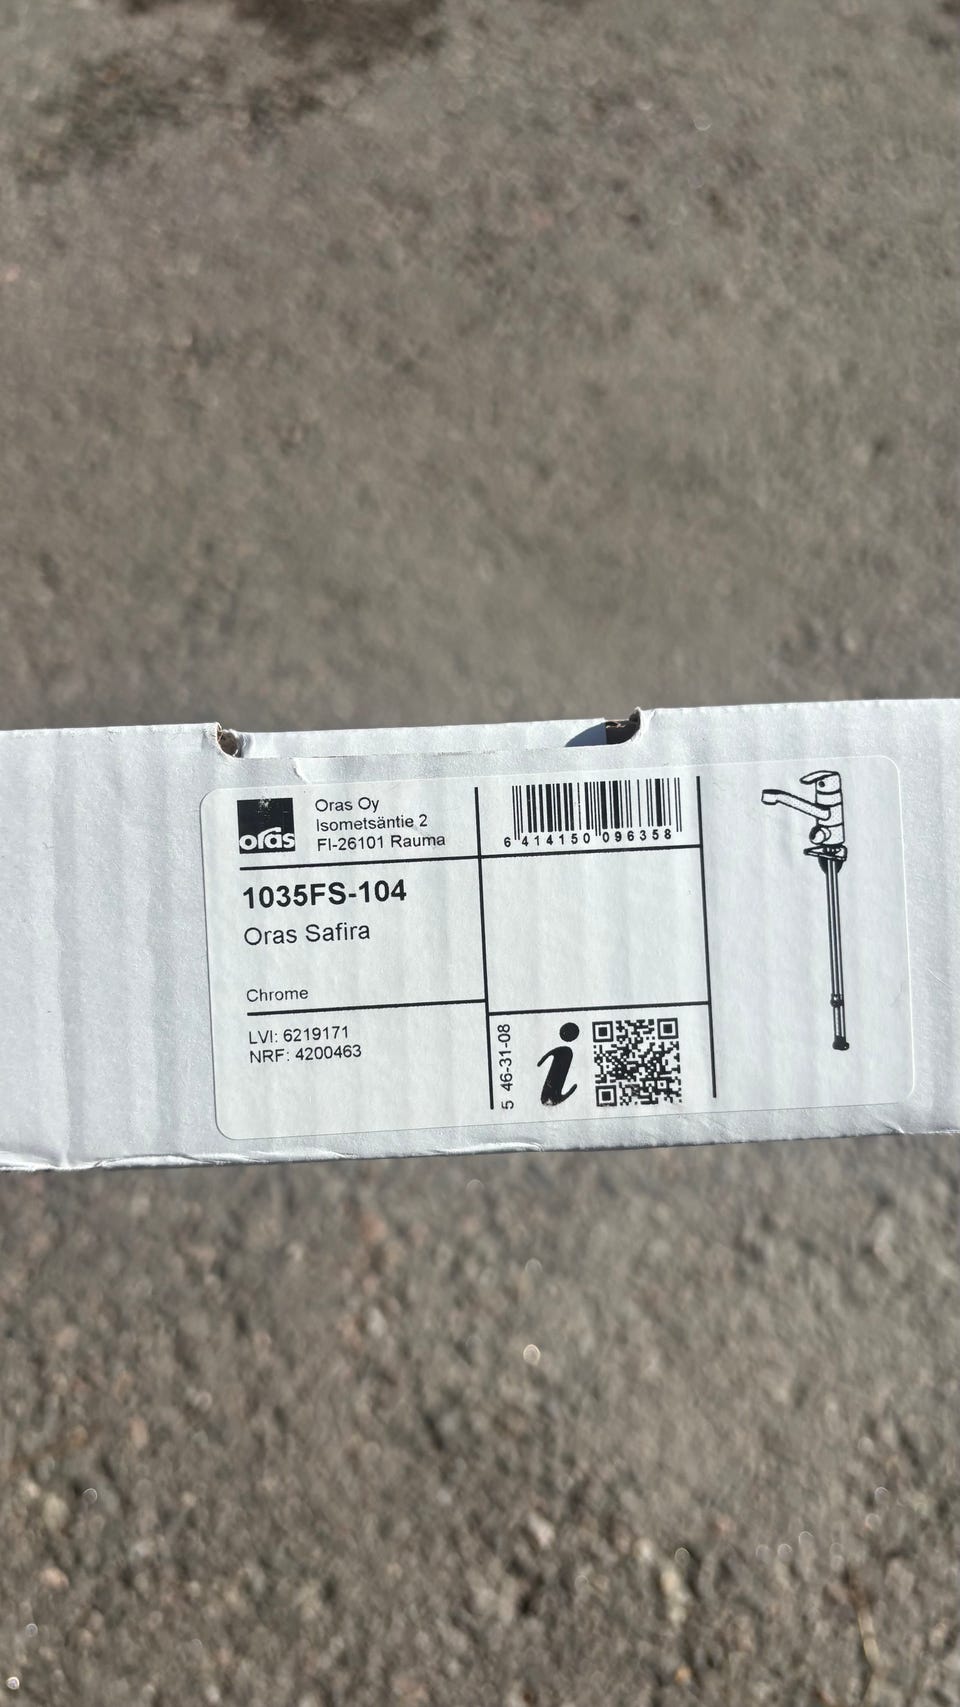 oras
Oras Oy
Isometsäntie 2
FI-26101 Rauma
6 414150 096358
1035FS-104
Oras Safira
Chrome
LVI: 6219171
NRF: 4200463
5 46-31-08
i